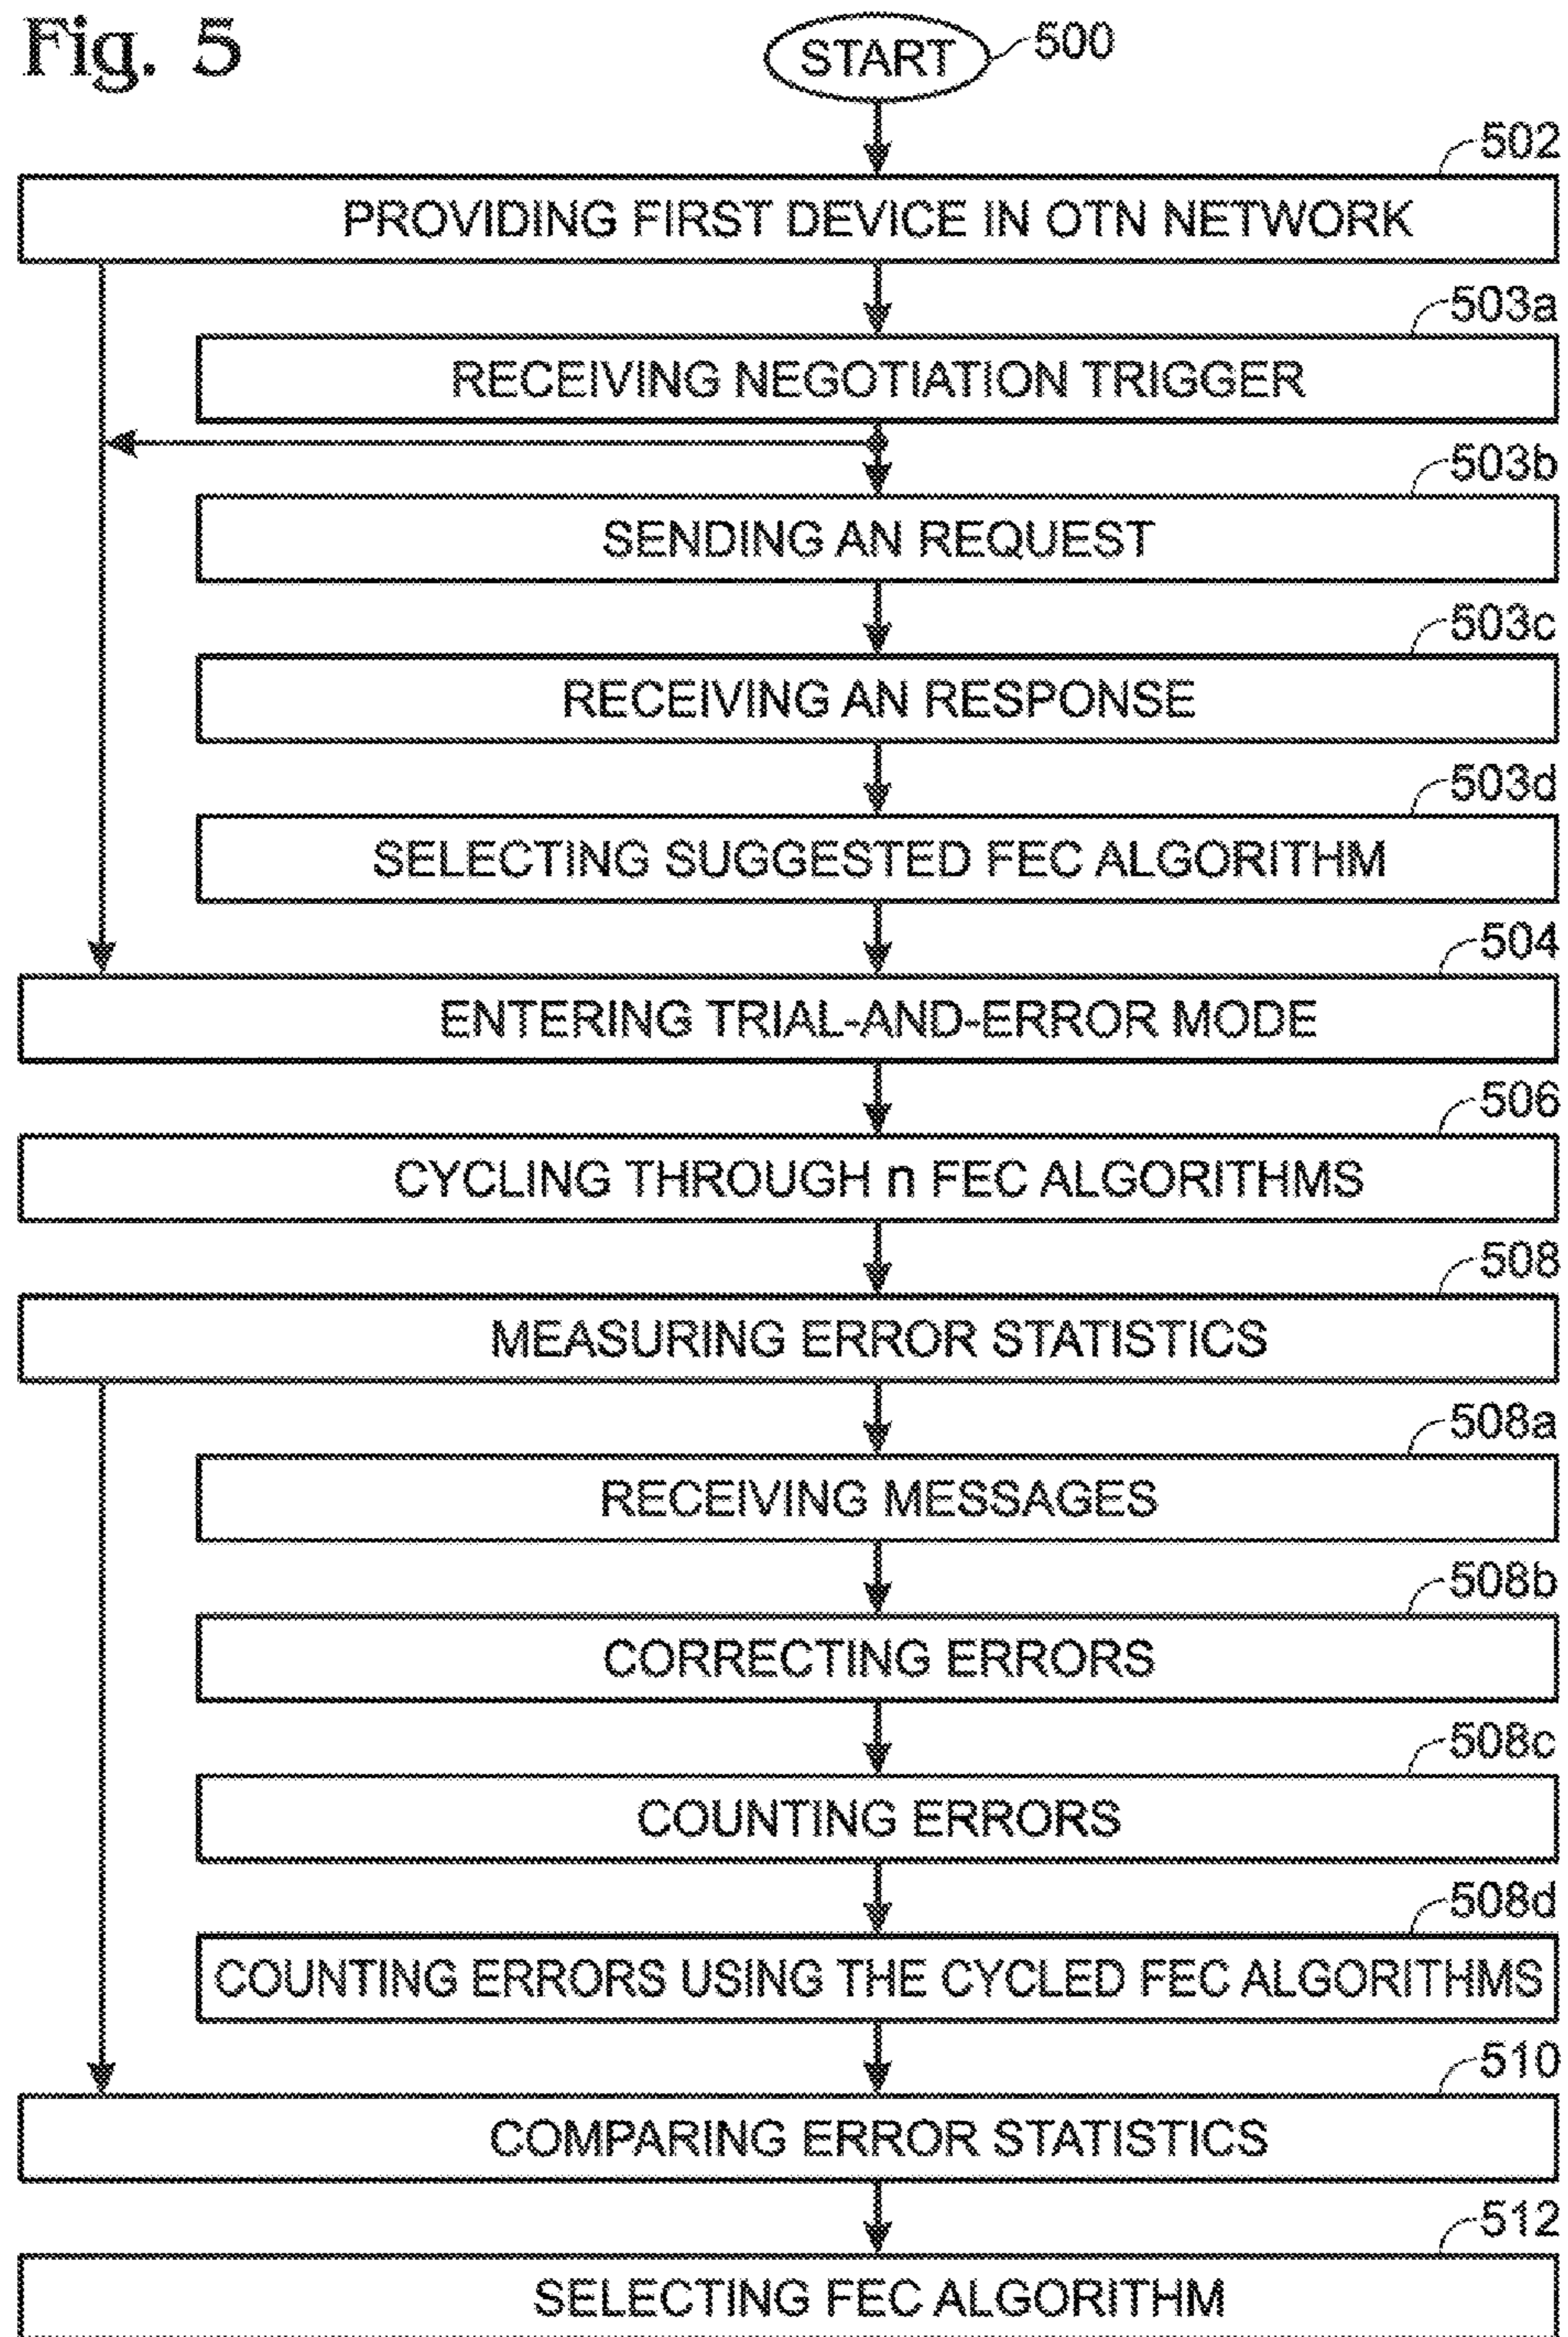 Fig. 5
START
500
502
PROVIDING FIRST DEVICE IN OTN NETWORK
503a
RECEIVING NEGOTIATION TRIGGER
503b
SENDING AN REQUEST
503c
RECEIVING AN RESPONSE
503d
SELECTING SUGGESTED FEC ALGORITHM
504
ENTERING TRIAL-AND-ERROR MODE
506
CYCLING THROUGH n FEC ALGORITHMS
508
MEASURING ERROR STATISTICS
508a
RECEIVING MESSAGES
508b
CORRECTING ERRORS
508c
COUNTING ERRORS
508d
COUNTING ERRORS USING THE CYCLED FEC ALGORITHMS
510
COMPARING ERROR STATISTICS
512
SELECTING FEC ALGORITHM